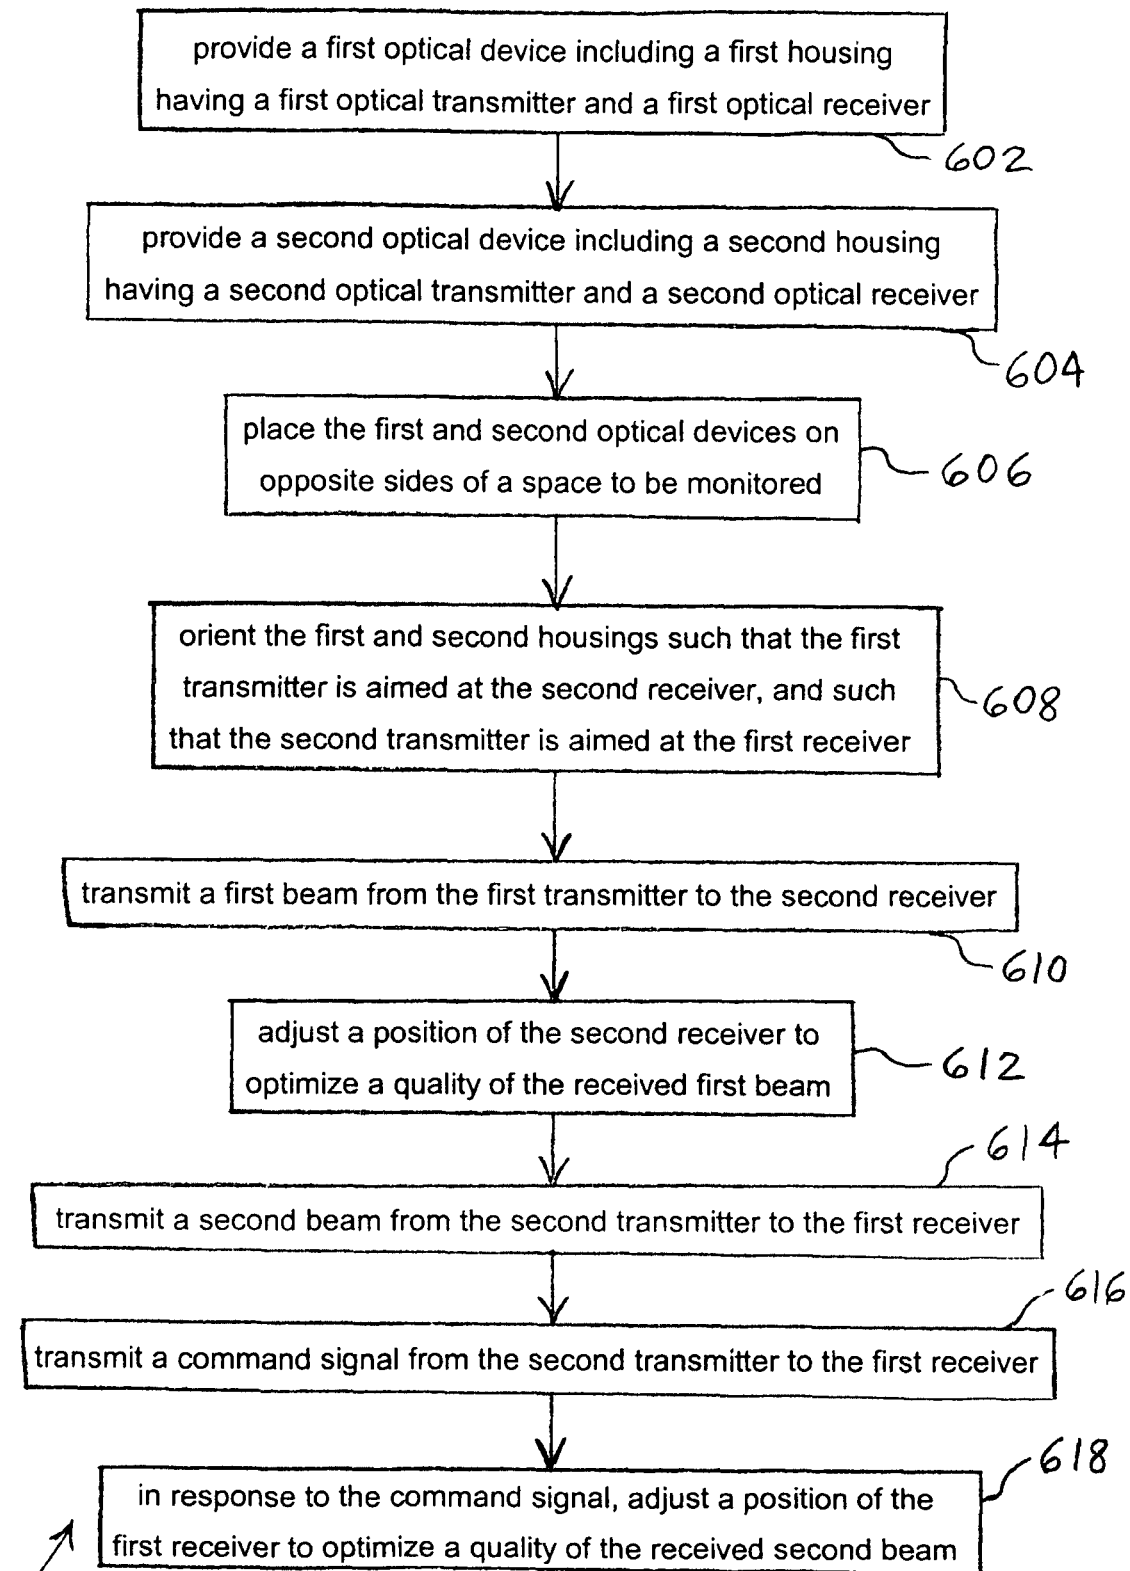 provide a first optical device including a first housing
having a first optical transmitter and a first optical receiver
602
provide a second optical device including a second housing
having a second optical transmitter and a second optical receiver
604
place the first and second optical devices on
opposite sides of a space to be monitored
606
orient the first and second housings such that the first
transmitter is aimed at the second receiver, and such
that the second transmitter is aimed at the first receiver
608
transmit a first beam from the first transmitter to the second receiver
610
adjust a position of the second receiver to
optimize a quality of the received first beam
612
614
transmit a second beam from the second transmitter to the first receiver
616
transmit a command signal from the second transmitter to the first receiver
618
in response to the command signal, adjust a position of the
first receiver to optimize a quality of the received second beam